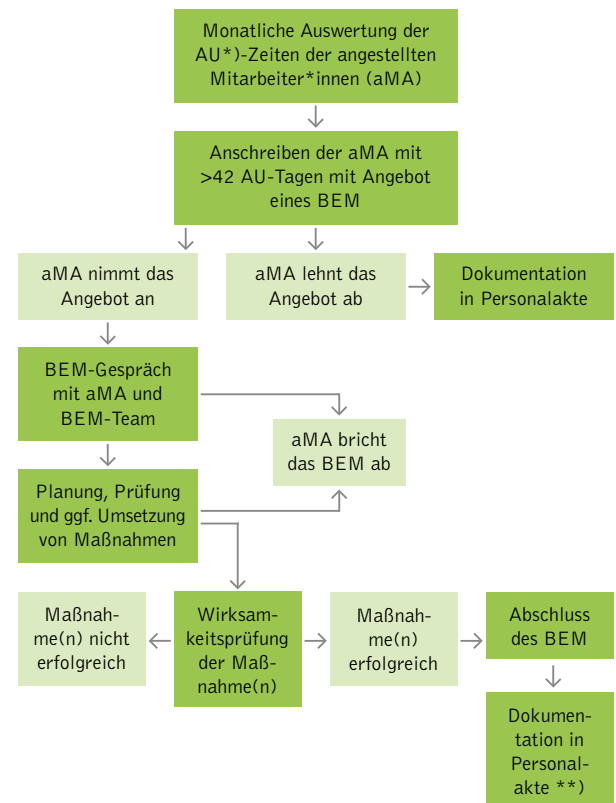 Monatliche Auswertung der
AU*)-Zeiten der angestellten
Mitarbeiter*innen (aMA)
Anschreiben der aMA mit
>42 AU-Tagen mit Angebot
eines BEM
aMA nimmt das
Angebot an
aMA lehnt das
Angebot ab
Dokumentation
in Personalakte
BEM-Gespräch
mit aMA und
BEM-Team
aMA bricht
das BEM ab
Planung, Prüfung
und ggf. Umsetzung
von Maßnahmen
Maßnah-
me(n) nicht
erfolgreich
Wirksam-
keitsprüfung
der Maß-
nahme(n)
Maßnah-
me(n)
erfolgreich
Abschluss
des BEM
Dokumen-
tation in
Personal-
akte **)